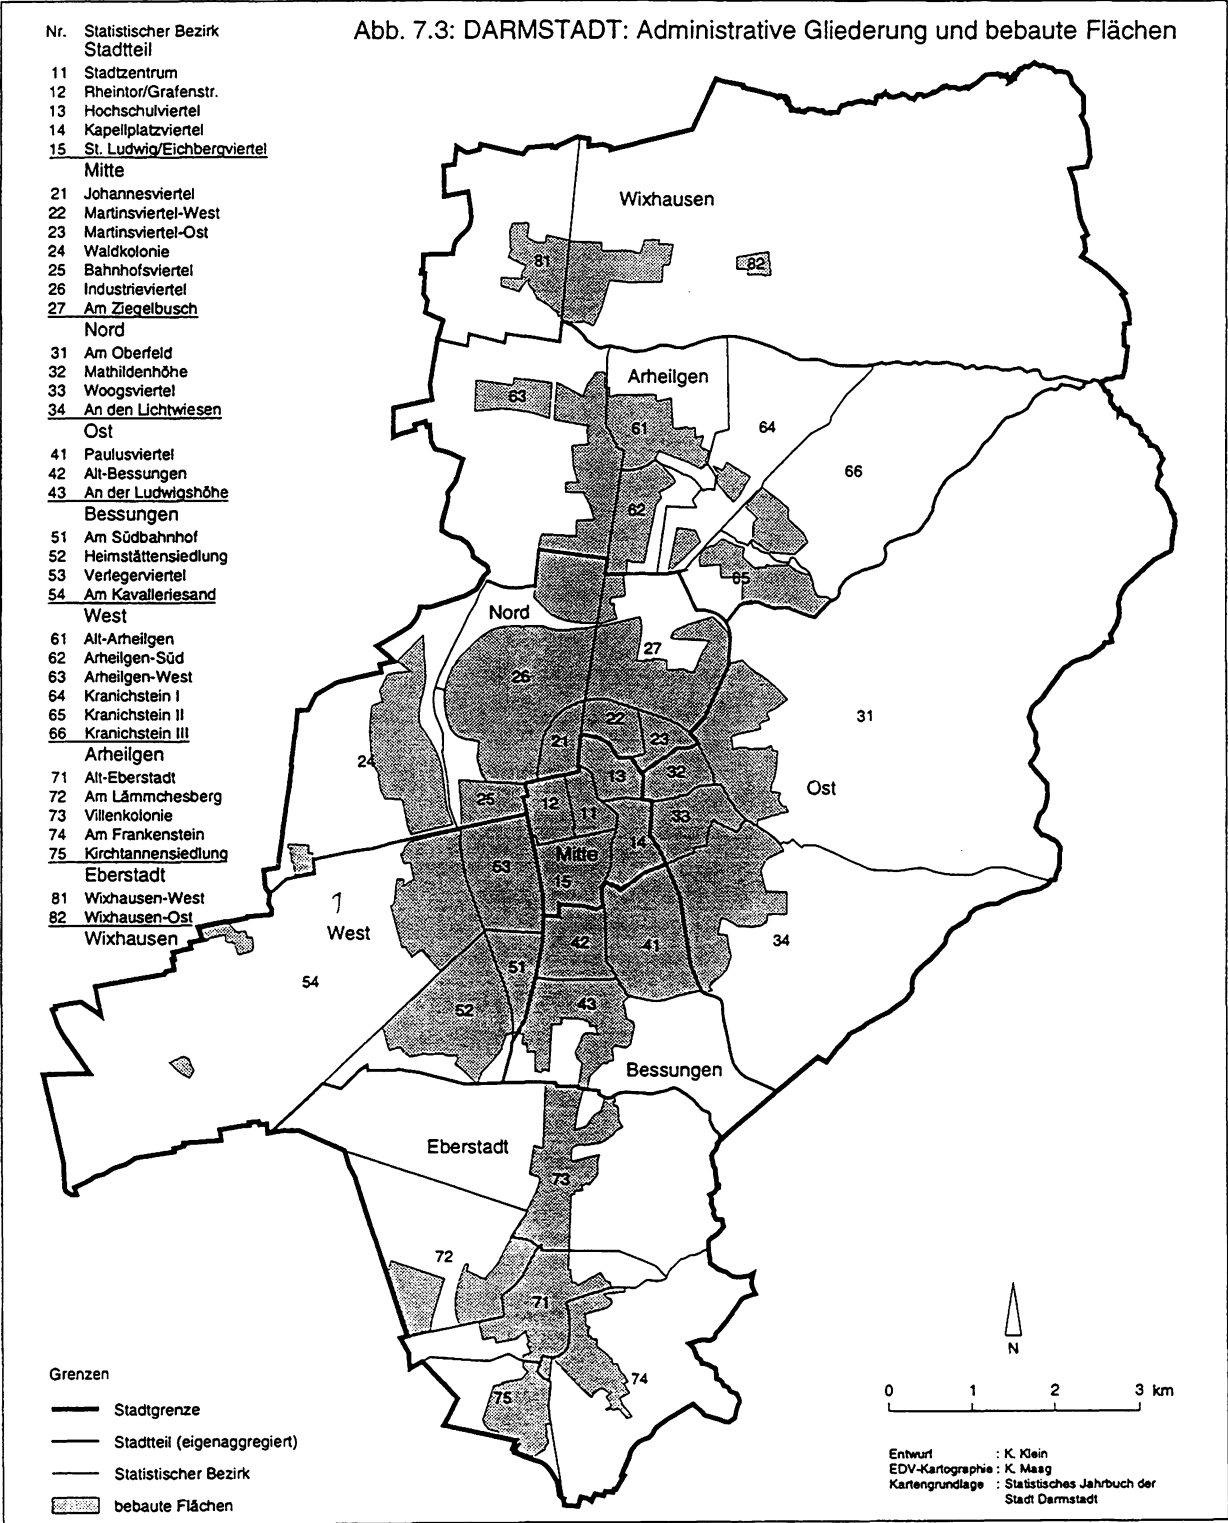 Abb. 7.3: DARMSTADT: Administrative Gliederung und bebaute Flächen
Nr. Statistischer Bezirk
Stadtteil
11 Stadtzentrum
12 Rheintor/Grafenstr.
13 Hochschulviertel
14 Kapellplatzviertel
15 St. Ludwig/Eichbergviertel
Mitte
21 Johannesviertel
22 Martinsviertel-West
23 Martinsviertel-Ost
24 Waldkolonie
25 Bahnhofsviertel
26 Industrieviertel
27 Am Ziegelbusch
Nord
31 Am Oberfeld
32 Mathildenhöhe
33 Woogsviertel
34 An den Lichtwiesen
Ost
41 Paulusviertel
42 Alt-Bessungen
43 An der Ludwigshöhe
Bessungen
51 Am Südbahnhof
52 Heimstättensiedlung
53 Verlegerviertel
54 Am Kavalleriesand
West
61 Alt-Arheilgen
62 Arheilgen-Süd
63 Arheilgen-West
64 Kranichstein I
65 Kranichstein II
66 Kranichstein III
Arheilgen
71 Alt-Eberstadt
72 Am Lämmchesberg
73 Villenkolonie
74 Am Frankenstein
75 Kirchtannensiedlung
Eberstadt
81 Wixhausen-West
82 Wixhausen-Ost
Wixhausen
Wixhausen
81
82
Arheilgen
63
61
64
66
62
65
Nord
27
26
31
22
21
23
24
13
32
Ost
25
12
11
33
14
Mitte
53
15
West
42
41
34
51
54
52
43
Bessungen
Eberstadt
73
72
71
74
75
N
0 1 2 3 km
Grenzen
Stadtgrenze
Stadtteil (eigenaggregiert)
Statistischer Bezirk
bebaute Flächen
Entwurf : K. Klein
EDV-Kartographie : K. Maag
Kartengrundlage : Statistisches Jahrbuch der
Stadt Darmstadt